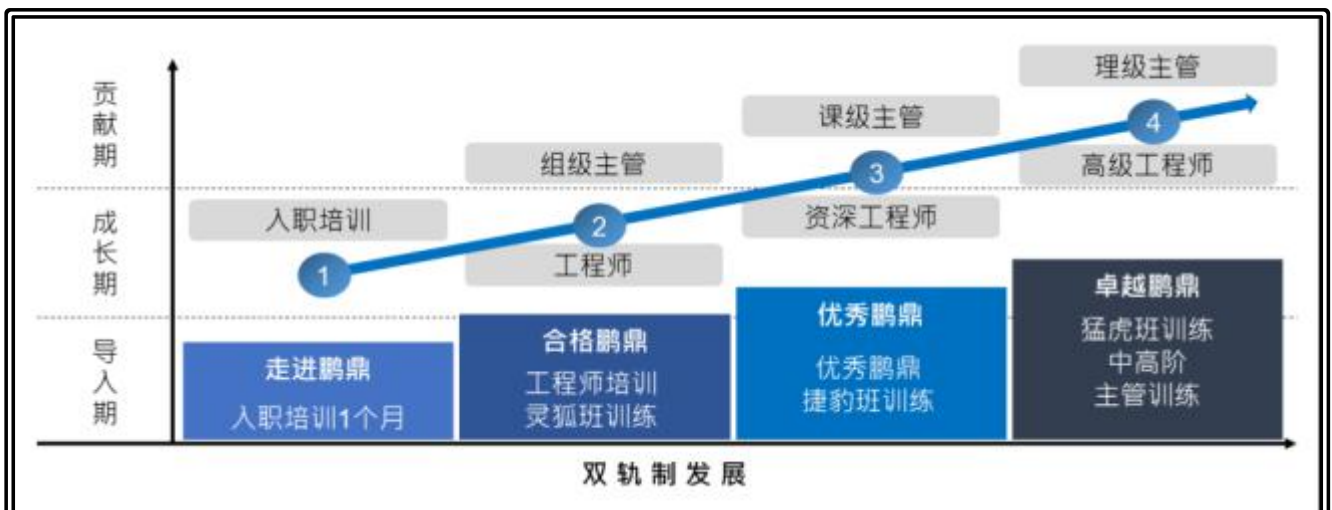 贡献期
成长期
导入期
入职培训
组级主管
工程师
课级主管
资深工程师
理级主管
高级工程师
1
2
3
4
走进鹏鼎
入职培训1个月
合格鹏鼎
工程师培训
灵狐班训练
优秀鹏鼎
优秀鹏鼎
捷豹班训练
卓越鹏鼎
猛虎班训练
中高阶
主管训练
双轨制发展